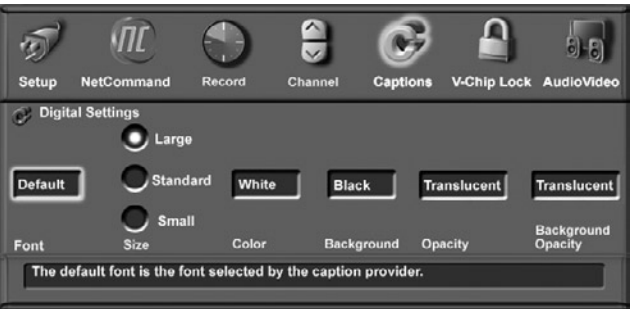 NC
Setup NetCommand Record Channel Captions V-Chip Lock AudioVideo
Digital Settings
Large
Default Standard White Black Translucent Translucent
Small
Font Size Color Background Opacity Background Opacity
The default font is the font selected by the caption provider.